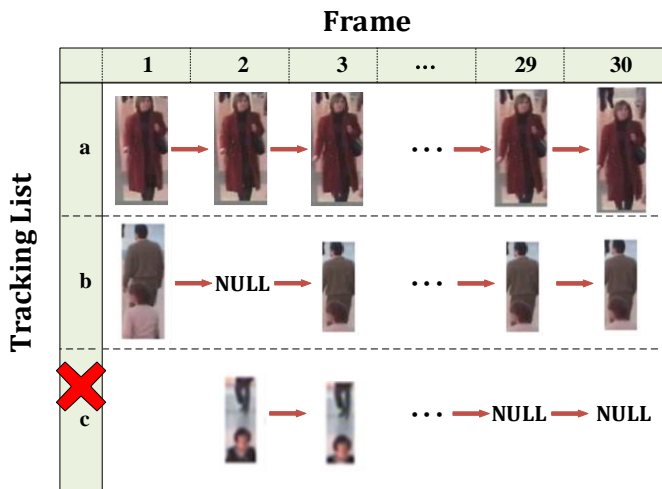 Frame
1 2 3 ... 29 30
Tracking List
a ...
b NULL ...
c ... NULL NULL